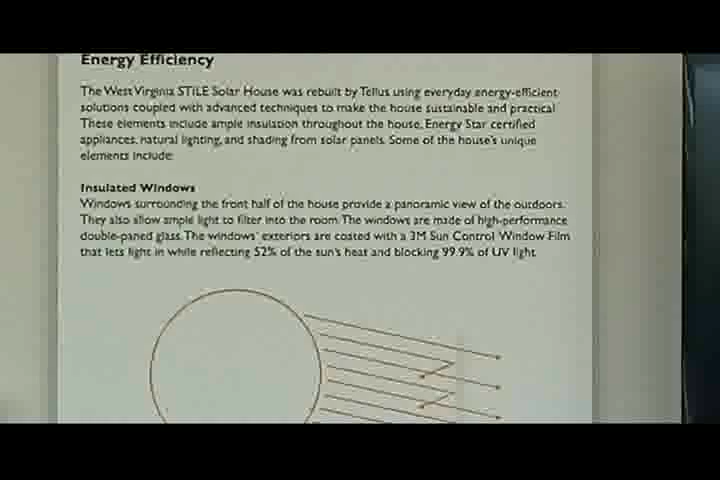 Energy Efficiency
The West Virginia STILE Solar House was rebuilt by Tellus using everyday energy-efficient
solutions coupled with advanced techniques to make the house sustainable and practical.
These elements include ample insulation throughout the house, Energy Star certified
appliances, natural lighting, and shading from solar panels. Some of the house's unique
elements include:
Insulated Windows
Windows surrounding the front half of the house provide a panoramic view of the outdoors.
They also allow ample light to filter into the room. The windows are made of high-performance
double-paned glass. The windows' exteriors are coated with a 3M Sun Control Window Film
that lets light in while reflecting 52% of the sun's heat and blocking 99.9% of UV light.